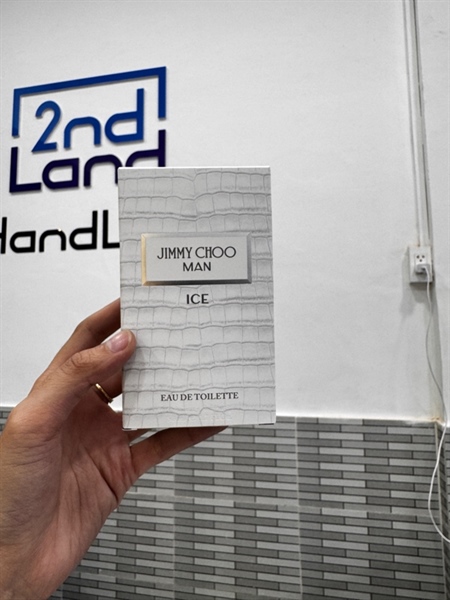 2nd
Land
HandL
JIMMY CHOO
MAN
ICE
EAU DE TOILETTE